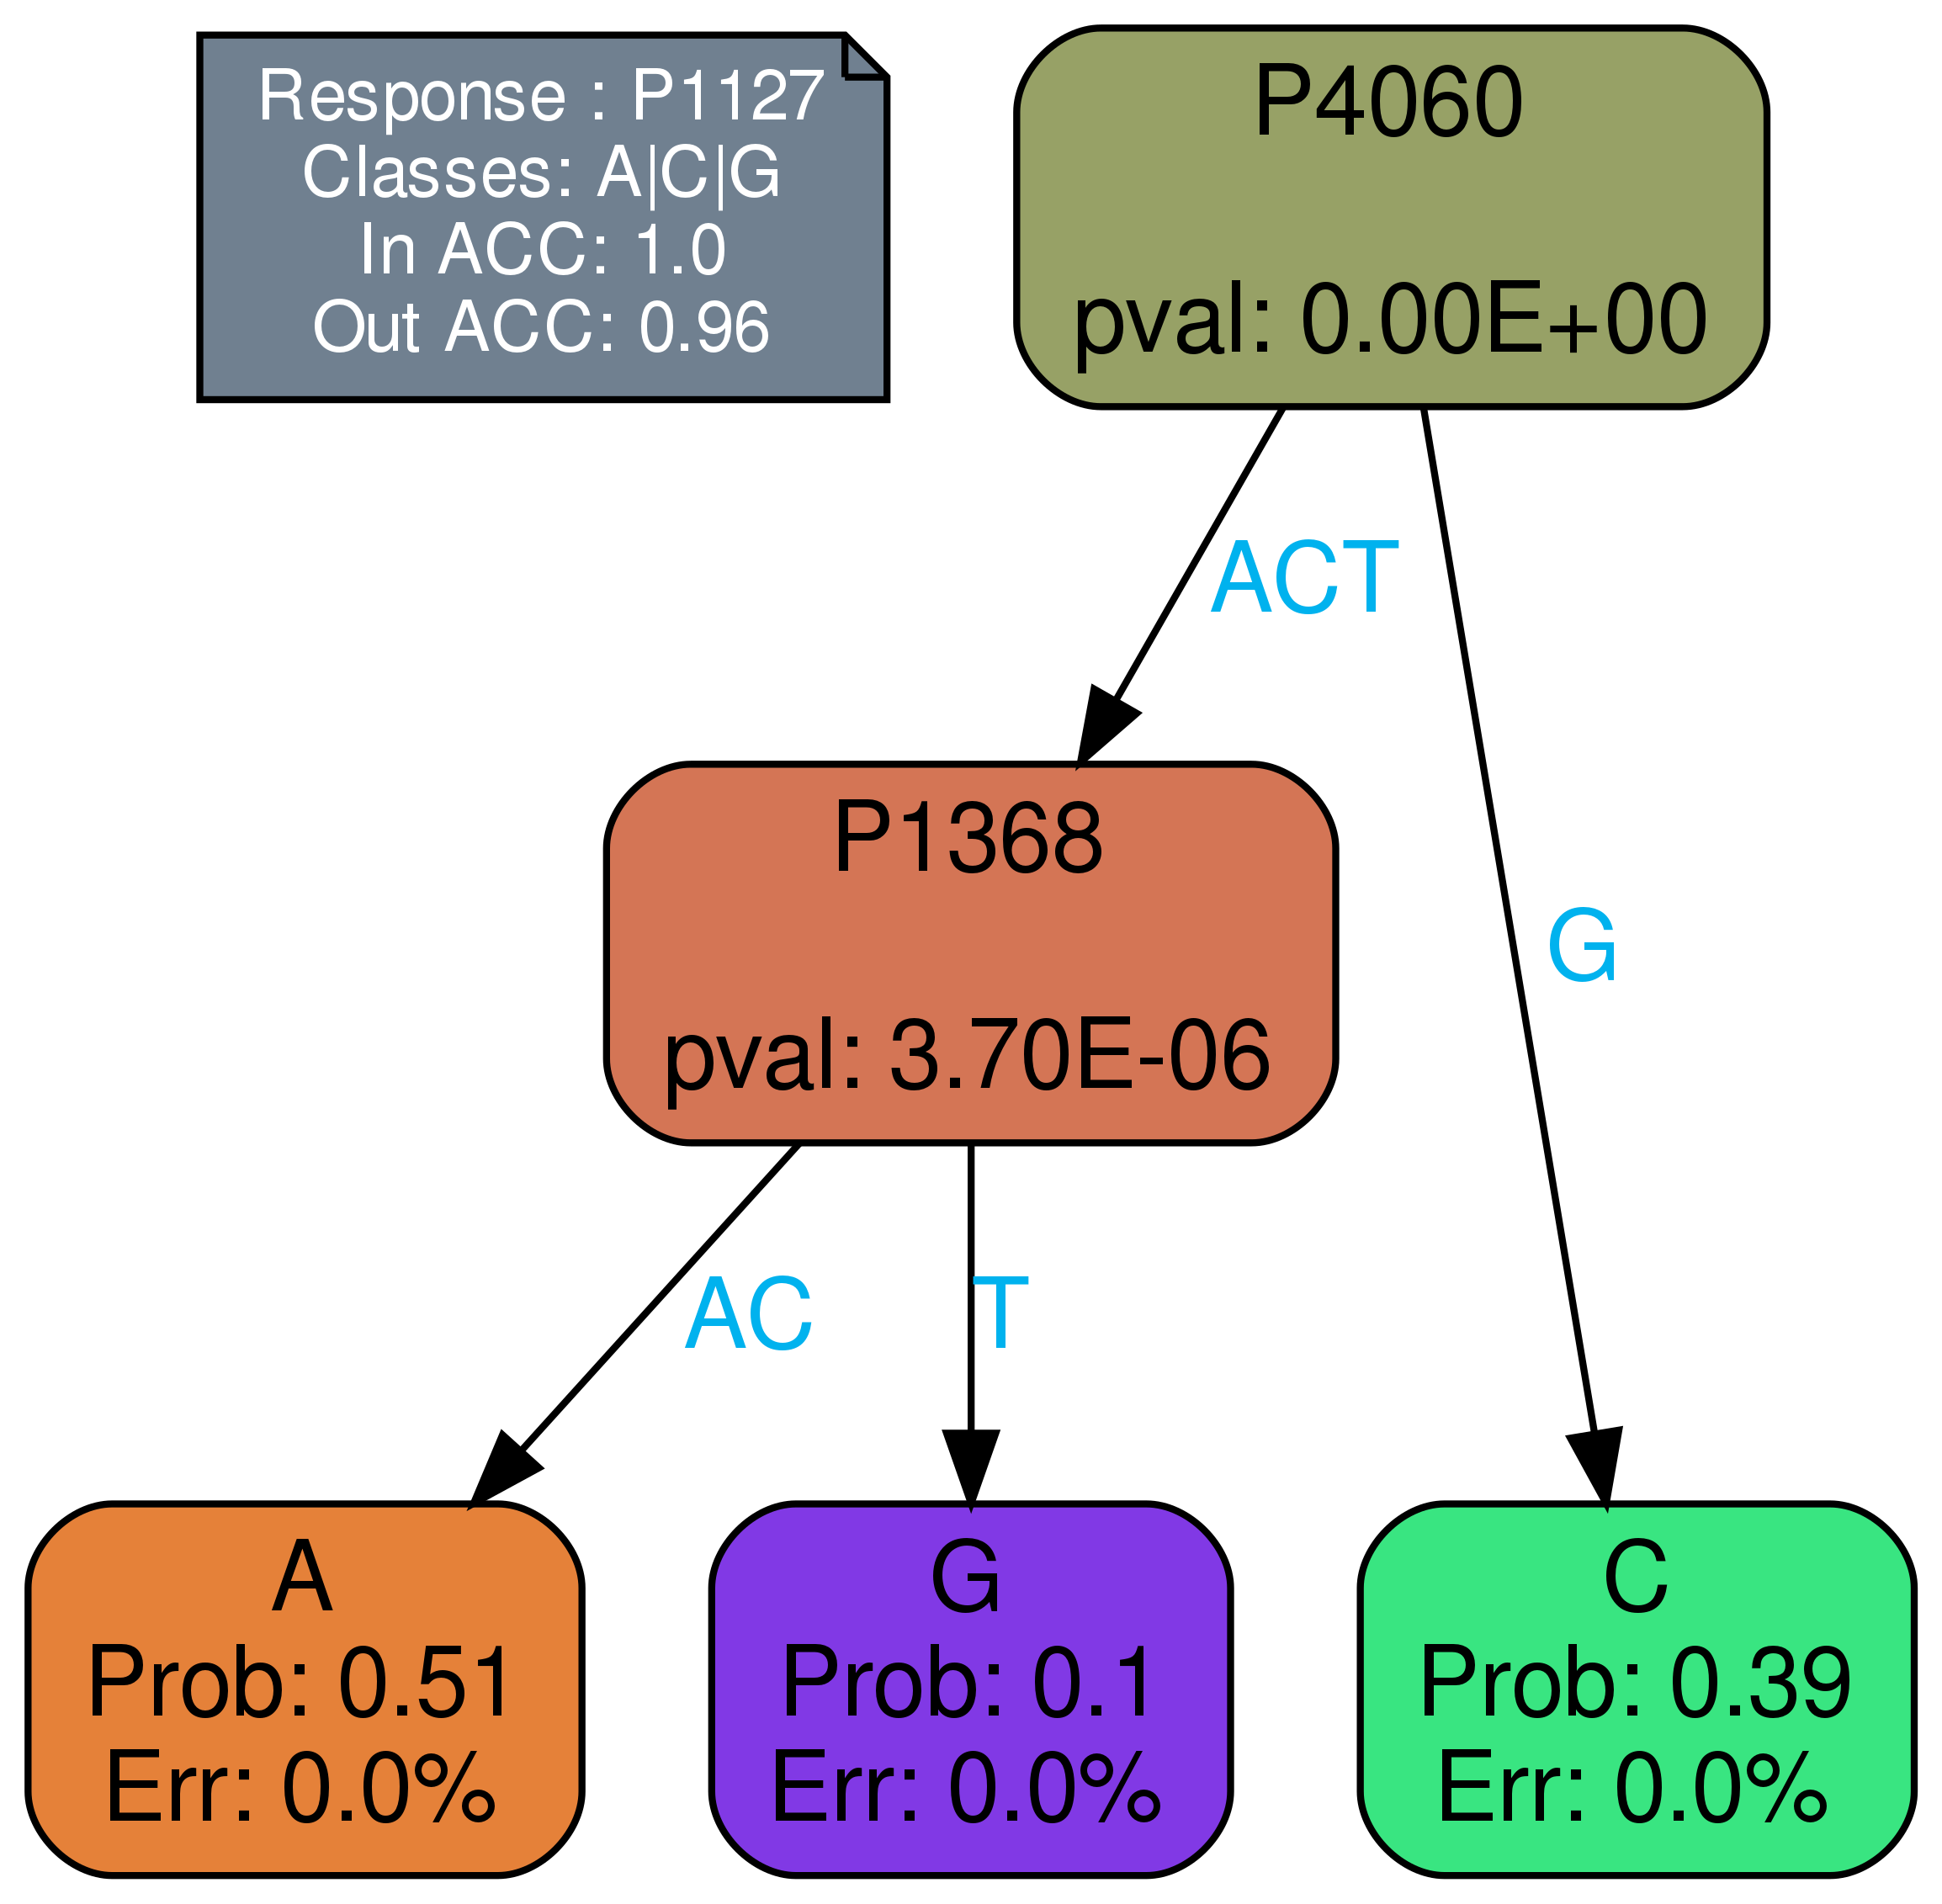 Response : P1127
Classes: A|C|G
In ACC: 1.0
Out ACC: 0.96
P4060
pval: 0.00E+00
ACT
G
P1368
pval: 3.70E-06
AC
T
A
Prob: 0.51
Err: 0.0%
G
Prob: 0.1
Err: 0.0%
C
Prob: 0.39
Err: 0.0%